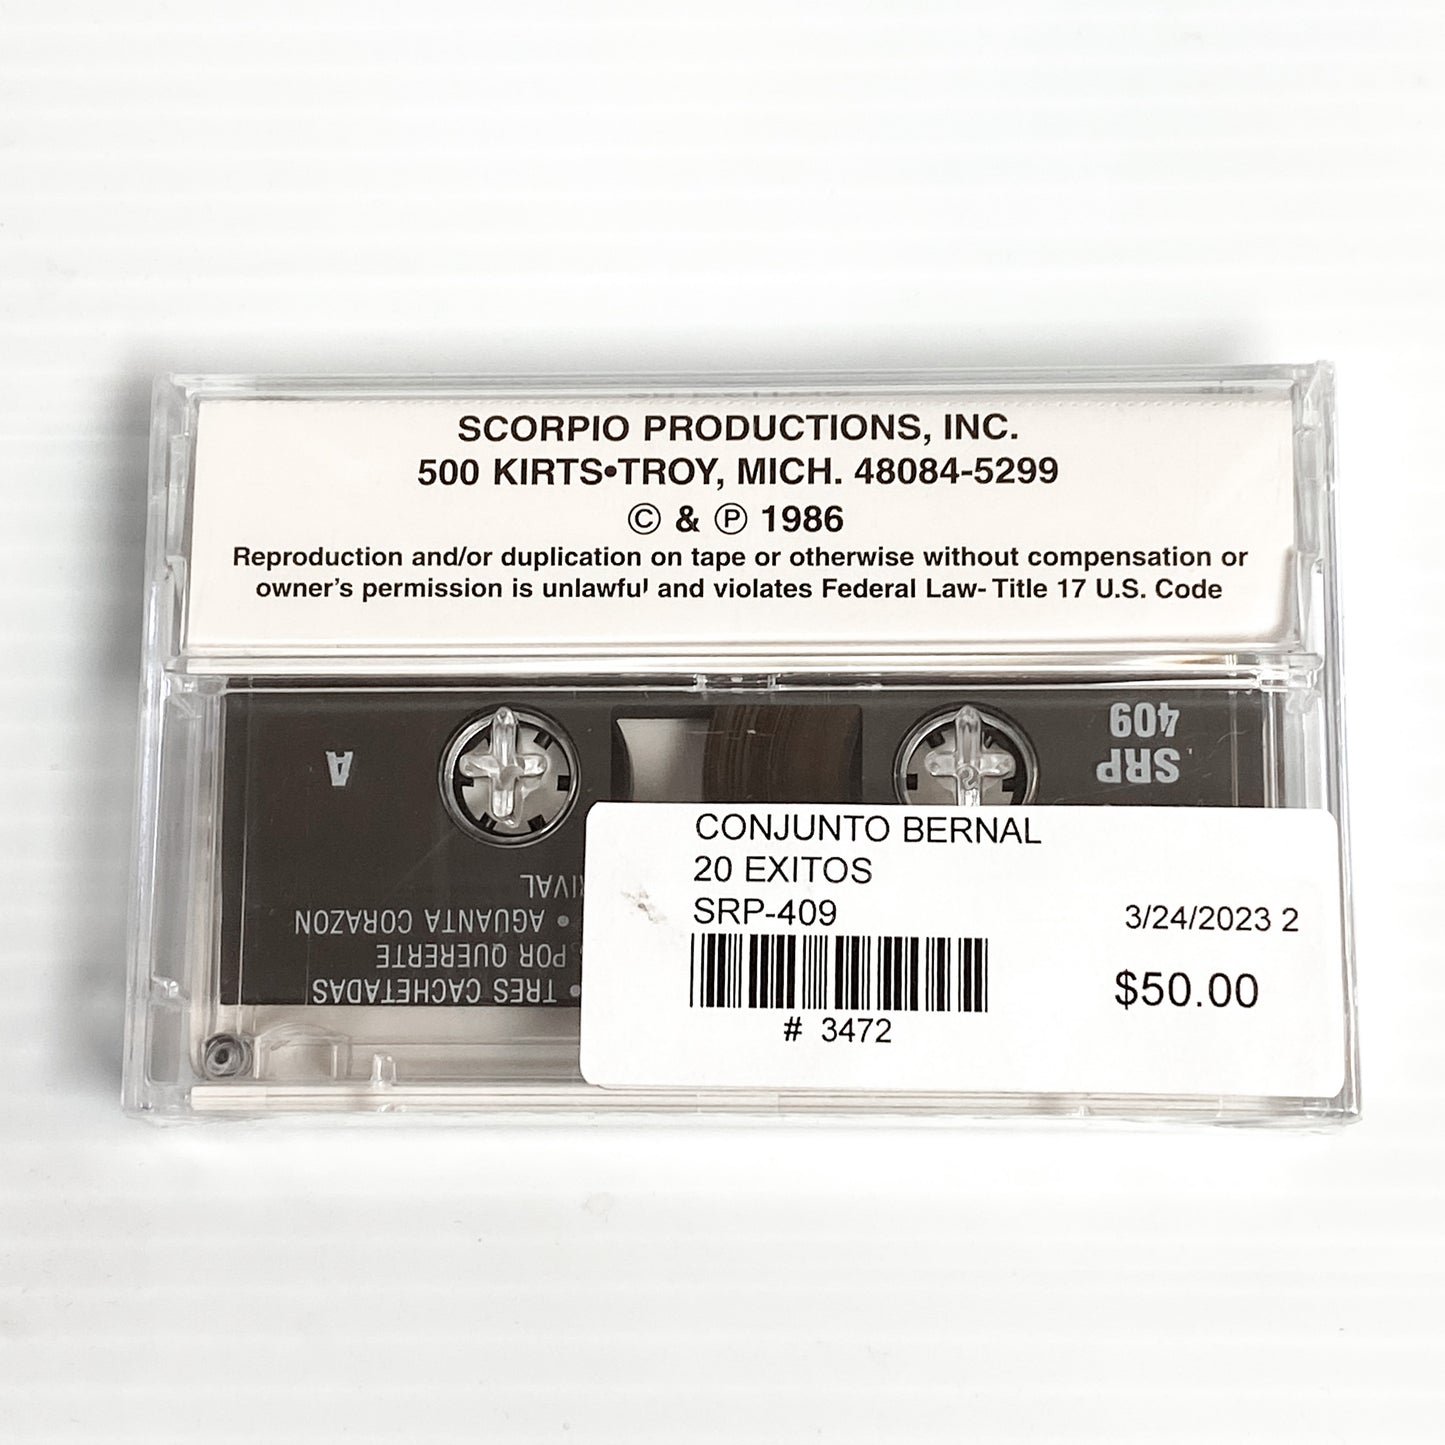 SCORPIO PRODUCTIONS, INC.
500 KIRTS•TROY, MICH. 48084-5299
© & ℗ 1986
Reproduction and/or duplication on tape or otherwise without compensation or
owner's permission is unlawful and violates Federal Law- Title 17 U.S. Code
A
SRP
409
• TRES CACHETADAS
POR QUERERTE
• AGUANTA CORAZON
CONJUNTO BERNAL
20 EXITOS
SRP-409
3/24/2023 2
$50.00
# 3472